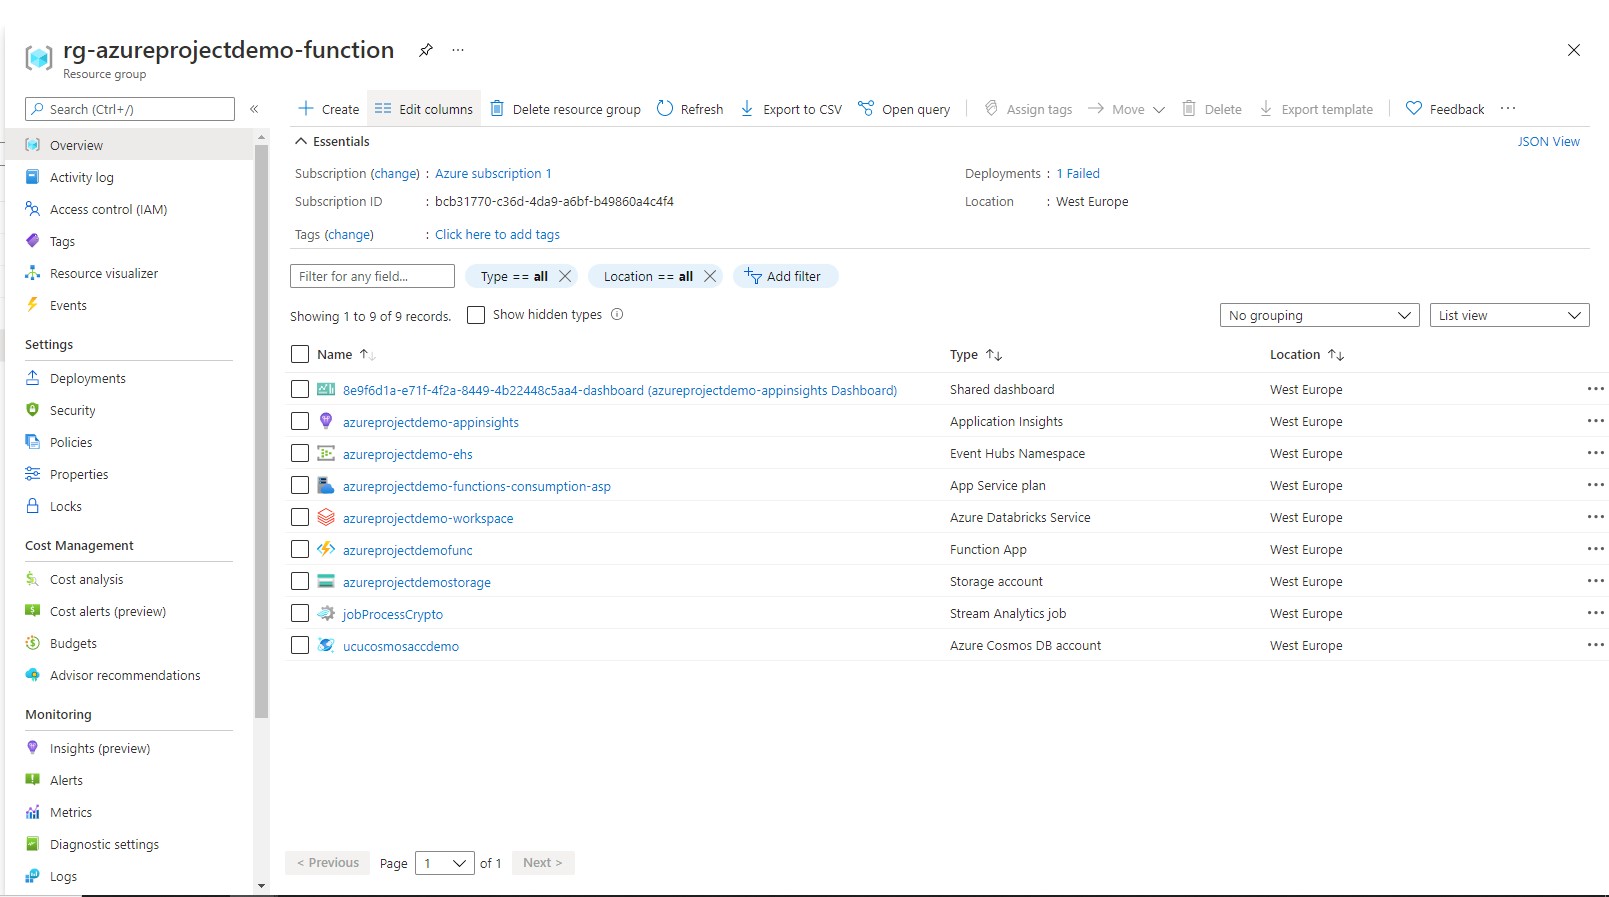 rg-azureprojectdemo-function
Resource group
Search (Ctrl+/)
Overview
Activity log
Access control (IAM)
Tags
Resource visualizer
Events
Settings
Deployments
Security
Policies
Properties
Locks
Cost Management
Cost analysis
Cost alerts (preview)
Budgets
Advisor recommendations
Monitoring
Insights (preview)
Alerts
Metrics
Diagnostic settings
Logs
Create Edit columns Delete resource group Refresh Export to CSV Open query Assign tags Move Delete Export template Feedback
Essentials JSON View
Subscription (change) : Azure subscription 1 Deployments : 1 Failed
Subscription ID : bcb31770-c36d-4da9-a6bf-b49860a4c4f4 Location : West Europe
Tags (change) : Click here to add tags
Filter for any field... Type == all Location == all Add filter
Showing 1 to 9 of 9 records. Show hidden types No grouping List view
Name Type Location
8e9f6d1a-e71f-4f2a-8449-4b22448c5aa4-dashboard (azureprojectdemo-appinsights Dashboard) Shared dashboard West Europe
azureprojectdemo-appinsights Application Insights West Europe
azureprojectdemo-ehs Event Hubs Namespace West Europe
azureprojectdemo-functions-consumption-asp App Service plan West Europe
azureprojectdemo-workspace Azure Databricks Service West Europe
azureprojectdemofunc Function App West Europe
azureprojectdemostorage Storage account West Europe
jobProcessCrypto Stream Analytics job West Europe
ucucosmosaccdemo Azure Cosmos DB account West Europe
< Previous Page 1 of 1 Next >